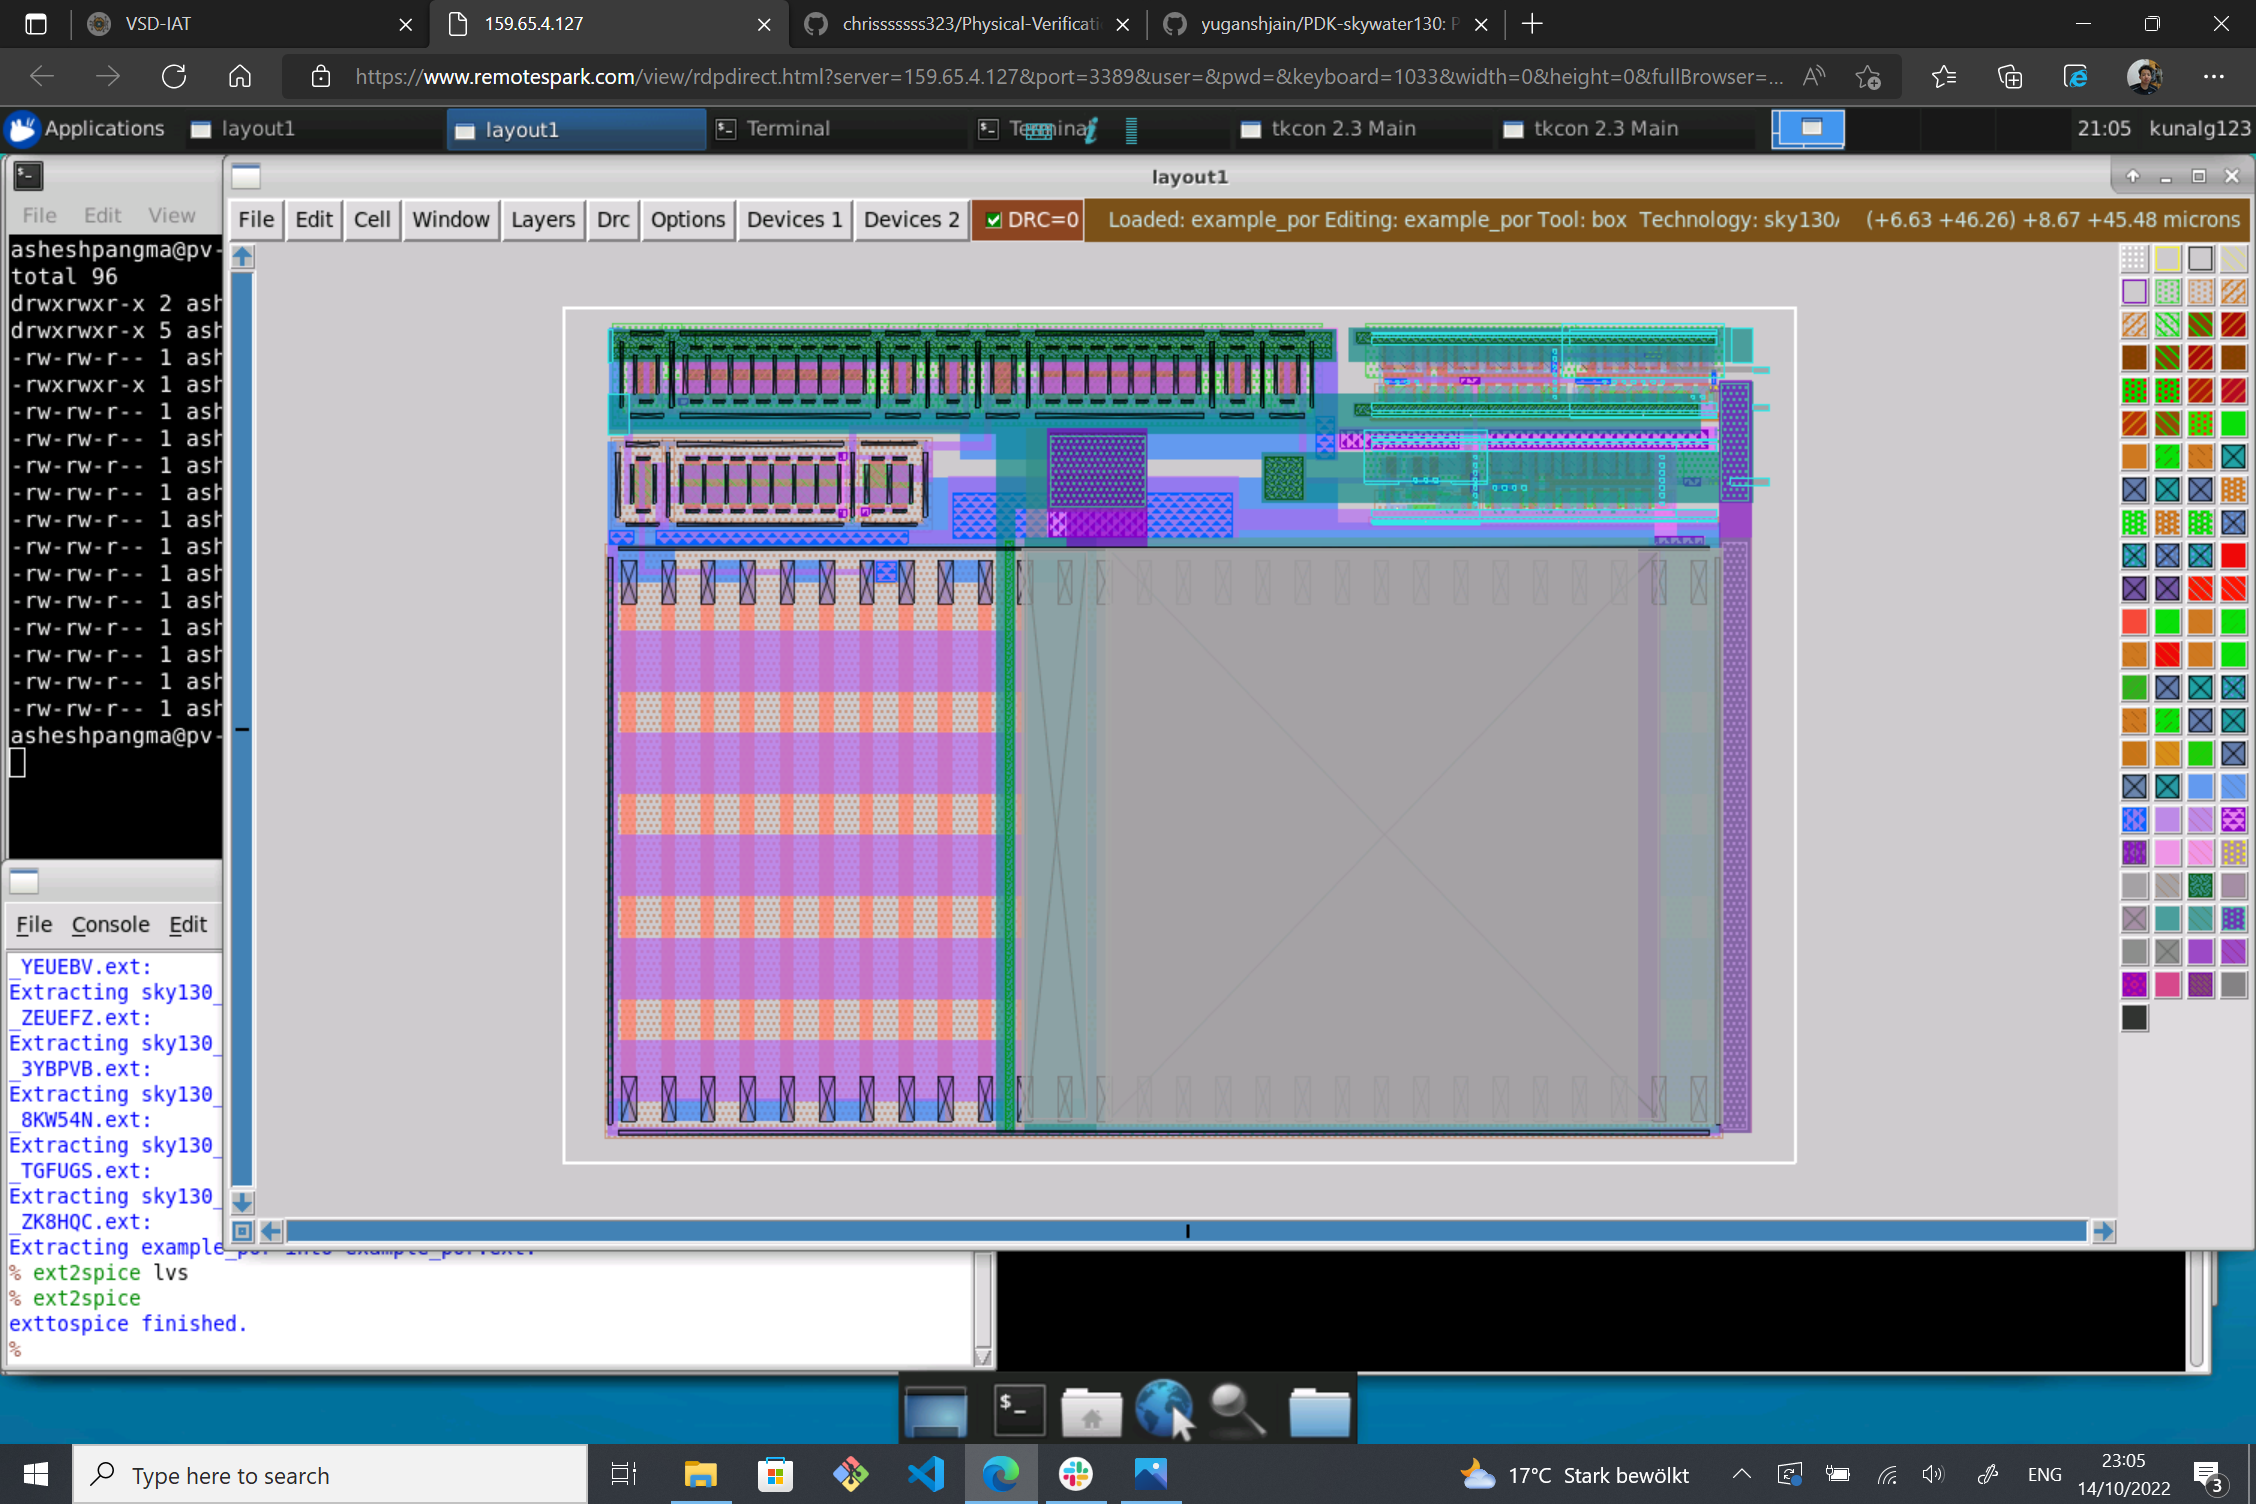 VSD-IAT
159.65.4.127
chrisssssss323/Physical-Verificati
yuganshjain/PDK-skywater130: P
https://www.remotespark.com/view/rdpdirect.html?server=159.65.4.127&port=3389&user=&pwd=&keyboard=1033&width=0&height=0&fullBrowser=...
Applications
layout1
layout1
Terminal
Terminal
tkcon 2.3 Main
tkcon 2.3 Main
21:05
kunalg123
layout1
File Edit View
File Edit Cell Window Layers Drc Options Devices 1 Devices 2 DRC=0 Loaded: example_por Editing: example_por Tool: box Technology: sky130A (+6.63 +46.26) +8.67 +45.48 microns
asheshpangma@pv-
total 96
drwxrwxr-x 2 ash
drwxrwxr-x 5 ash
-rw-rw-r-- 1 ash
-rwxrwxr-x 1 ash
-rw-rw-r-- 1 ash
-rw-rw-r-- 1 ash
-rw-rw-r-- 1 ash
-rw-rw-r-- 1 ash
-rw-rw-r-- 1 ash
-rw-rw-r-- 1 ash
-rw-rw-r-- 1 ash
-rw-rw-r-- 1 ash
-rw-rw-r-- 1 ash
-rw-rw-r-- 1 ash
-rw-rw-r-- 1 ash
-rw-rw-r-- 1 ash
asheshpangma@pv-
File Console Edit
_YEUEBV.ext:
Extracting sky130_
_ZEUEFZ.ext:
Extracting sky130_
_3YBPVB.ext:
Extracting sky130_
_8KW54N.ext:
Extracting sky130_
_TGFUGS.ext:
Extracting sky130_
_ZK8HQC.ext:
Extracting example_por into example_por.ext:
% ext2spice lvs
% ext2spice
exttospice finished.
%
Type here to search
17°C Stark bewölkt
ENG
23:05
14/10/2022
3